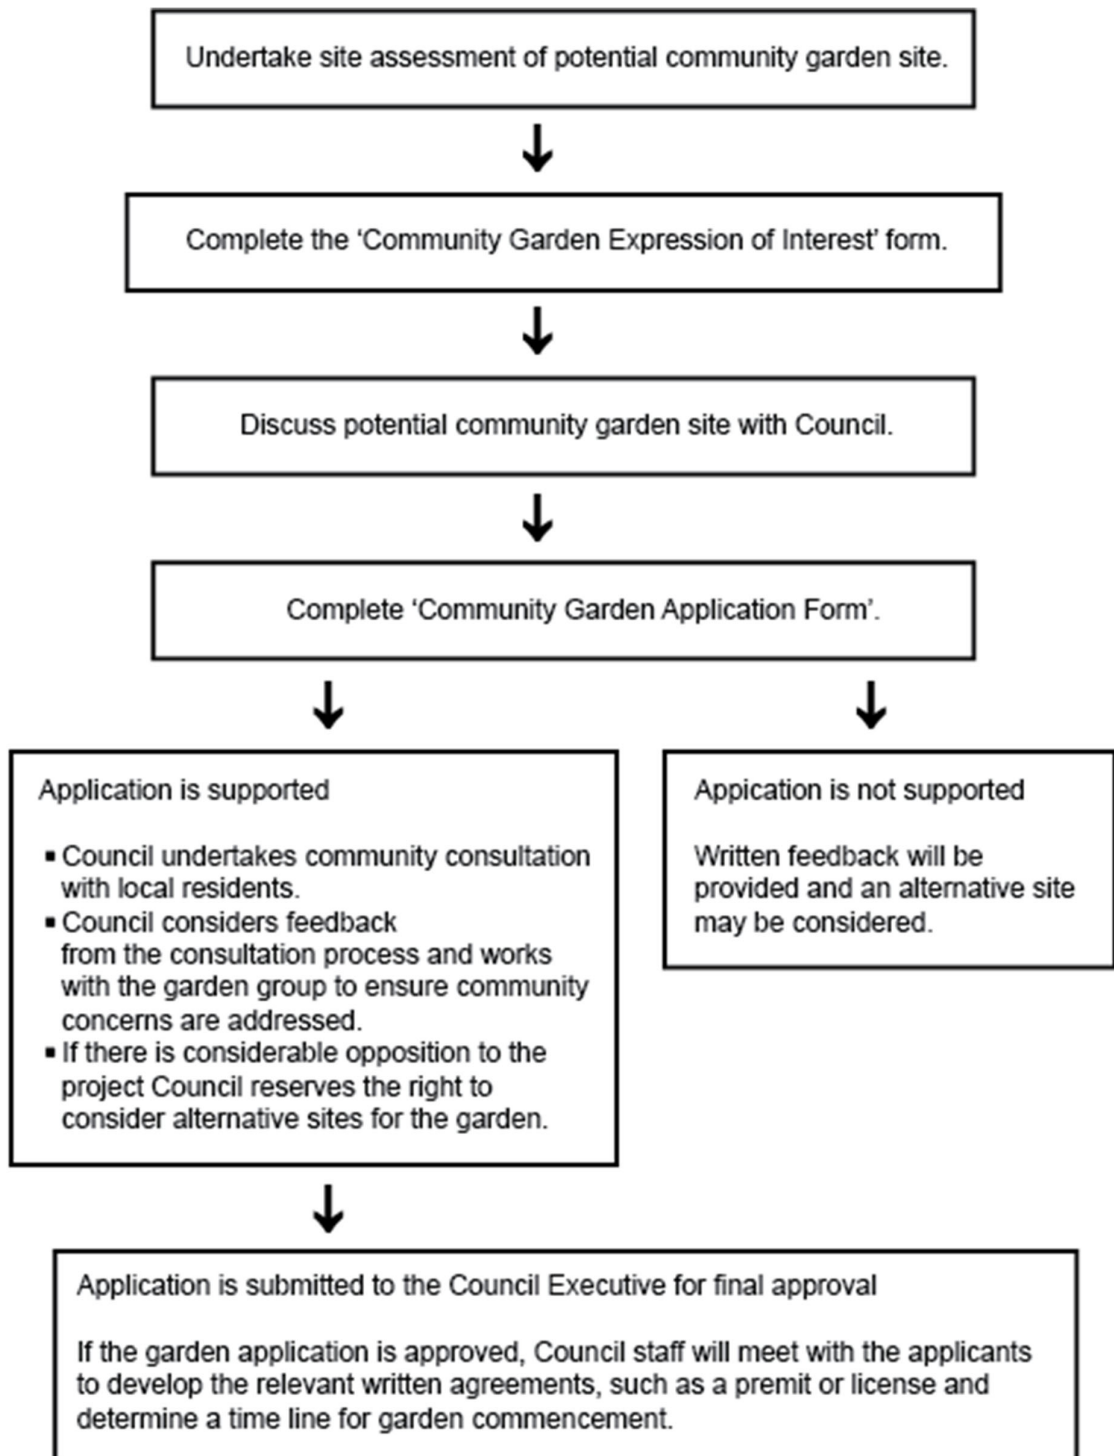 Undertake site assessment of potential community garden site.
Complete the ‘Community Garden Expression of Interest’ form.
Discuss potential community garden site with Council.
Complete ‘Community Garden Application Form’.
Application is supported
▪ Council undertakes community consultation
with local residents.
▪ Council considers feedback
from the consultation process and works
with the garden group to ensure community
concerns are addressed.
▪ If there is considerable opposition to the
project Council reserves the right to
consider alternative sites for the garden.
Appication is not supported
Written feedback will be
provided and an alternative site
may be considered.
Application is submitted to the Council Executive for final approval
If the garden application is approved, Council staff will meet with the applicants
to develop the relevant written agreements, such as a premit or license and
determine a time line for garden commencement.